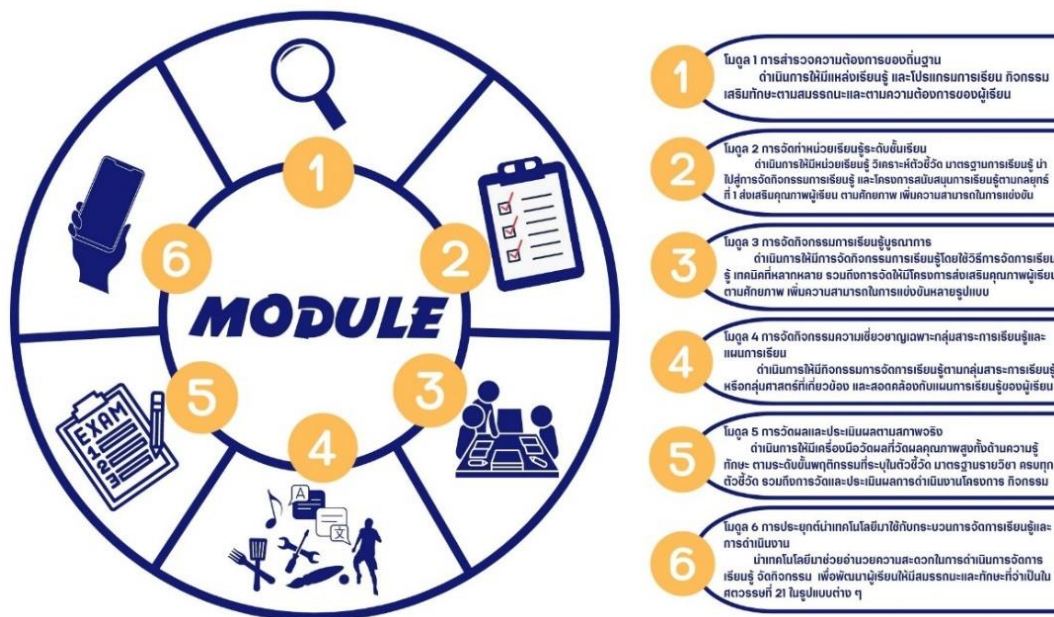 1
2
3
4
5
6
MODULE
EXAM
1
2
3
A
文
1
โมดูล 1 การสำรวจความต้องการของถิ่นฐาน
ดำเนินการให้มีแหล่งเรียนรู้ และโปรแกรมการเรียน กิจกรรม
เสริมทักษะตามสมรรถนะและตามความต้องการของผู้เรียน
2
โมดูล 2 การจัดทำหน่วยเรียนรู้ระดับชั้นเรียน
ดำเนินการให้มีหน่วยเรียนรู้ วิเคราะห์ตัวชี้วัด มาตรฐานการเรียนรู้ นำ
ไปสู่การจัดกิจกรรมการเรียนรู้ และโครงการสนับสนุนการเรียนรู้ตามกลยุทธ์
ที่ 1 ส่งเสริมคุณภาพผู้เรียน ตามศักยภาพ เพิ่มความสามารถในการแข่งขัน
3
โมดูล 3 การจัดกิจกรรมการเรียนรู้บูรณาการ
ดำเนินการให้มีการจัดกิจกรรมการเรียนรู้โดยใช้วิธีการจัดการเรียน
รู้ เทคนิคที่หลากหลาย รวมถึงการจัดให้มีโครงการส่งเสริมคุณภาพผู้เรียน
ตามศักยภาพ เพิ่มความสามารถในการแข่งขันหลายรูปแบบ
4
โมดูล 4 การจัดกิจกรรมความเชี่ยวชาญเฉพาะกลุ่มสาระการเรียนรู้และ
แผนการเรียน
ดำเนินการให้มีกิจกรรมการจัดการเรียนรู้ตามกลุ่มสาระการเรียนรู้
หรือกลุ่มศาสตร์ที่เกี่ยวข้อง และสอดคล้องกับแผนการเรียนรู้ของผู้เรียน
5
โมดูล 5 การวัดผลและประเมินผลตามสภาพจริง
ดำเนินการให้มีเครื่องมือวัดผลที่วัดผลคุณภาพสูงทั้งด้านความรู้
ทักษะ ตามระดับขั้นพฤติกรรมที่ระบุในตัวชี้วัด มาตรฐานรายวิชา ครบทุก
ตัวชี้วัด รวมถึงการวัดและประเมินผลการดำเนินงานโครงการ กิจกรรม
6
โมดูล 6 การประยุกต์นำเทคโนโลยีมาใช้กับกระบวนการจัดการเรียนรู้และ
การดำเนินงาน
นำเทคโนโลยีมาช่วยอำนวยความสะดวกในการดำเนินการจัดการ
เรียนรู้ จัดกิจกรรม เพื่อพัฒนาผู้เรียนให้มีสมรรถนะและทักษะที่จำเป็นใน
ศตวรรษที่ 21 ในรูปแบบต่าง ๆ